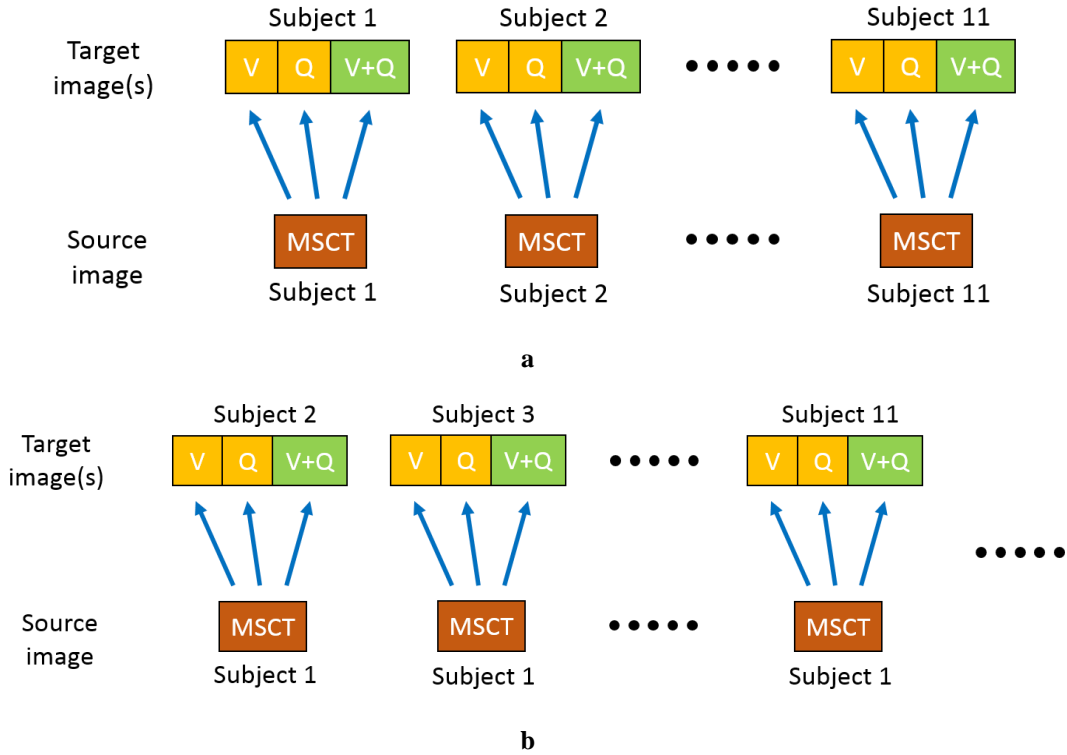 Subject 1 Subject 2 Subject 11
Target image(s)
V Q V+Q V Q V+Q V Q V+Q
Source image
MSCT MSCT MSCT
Subject 1 Subject 2 Subject 11
a
Subject 2 Subject 3 Subject 11
Target image(s)
V Q V+Q V Q V+Q V Q V+Q
Source image
MSCT MSCT MSCT
Subject 1 Subject 1 Subject 1
b